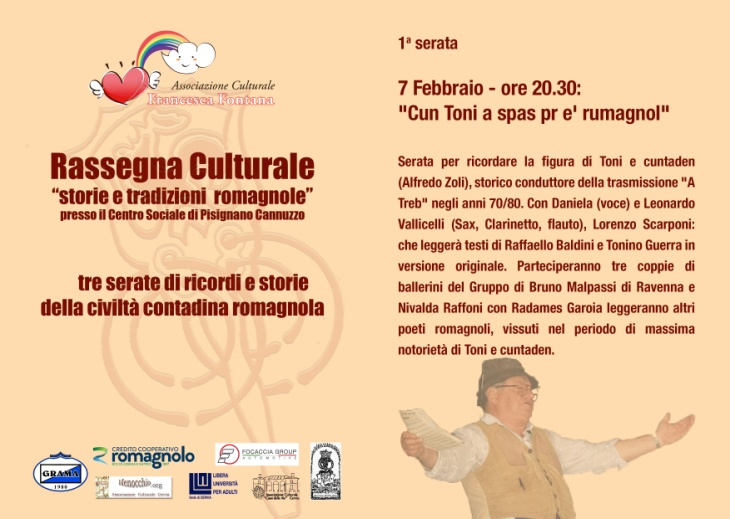 Associazione Culturale
Francesca Fontana
Rassegna Culturale
“storie e tradizioni romagnole”
presso il Centro Sociale di Pisignano Cannuzzo
tre serate di ricordi e storie
della civiltà contadina romagnola
GRAMA
1980
CREDITO COOPERATIVO
romagnolo
FOCACCIA GROUP
AUTOMOTIVE
Associazione Culturale Cervia
LIBERA
UNIVERSITÀ
PER ADULTI
1ª serata
7 Febbraio - ore 20.30:
"Cun Toni a spas pr e' rumagnol"
Serata per ricordare la figura di Toni e cuntaden
(Alfredo Zoli), storico conduttore della trasmissione "A
Treb" negli anni 70/80. Con Daniela (voce) e Leonardo
Vallicelli (Sax, Clarinetto, flauto), Lorenzo Scarponi:
che leggerà testi di Raffaello Baldini e Tonino Guerra in
versione originale. Parteciperanno tre coppie di
ballerini del Gruppo di Bruno Malpassi di Ravenna e
Nivalda Raffoni con Radames Garoia leggeranno altri
poeti romagnoli, vissuti nel periodo di massima
notorietà di Toni e cuntaden.